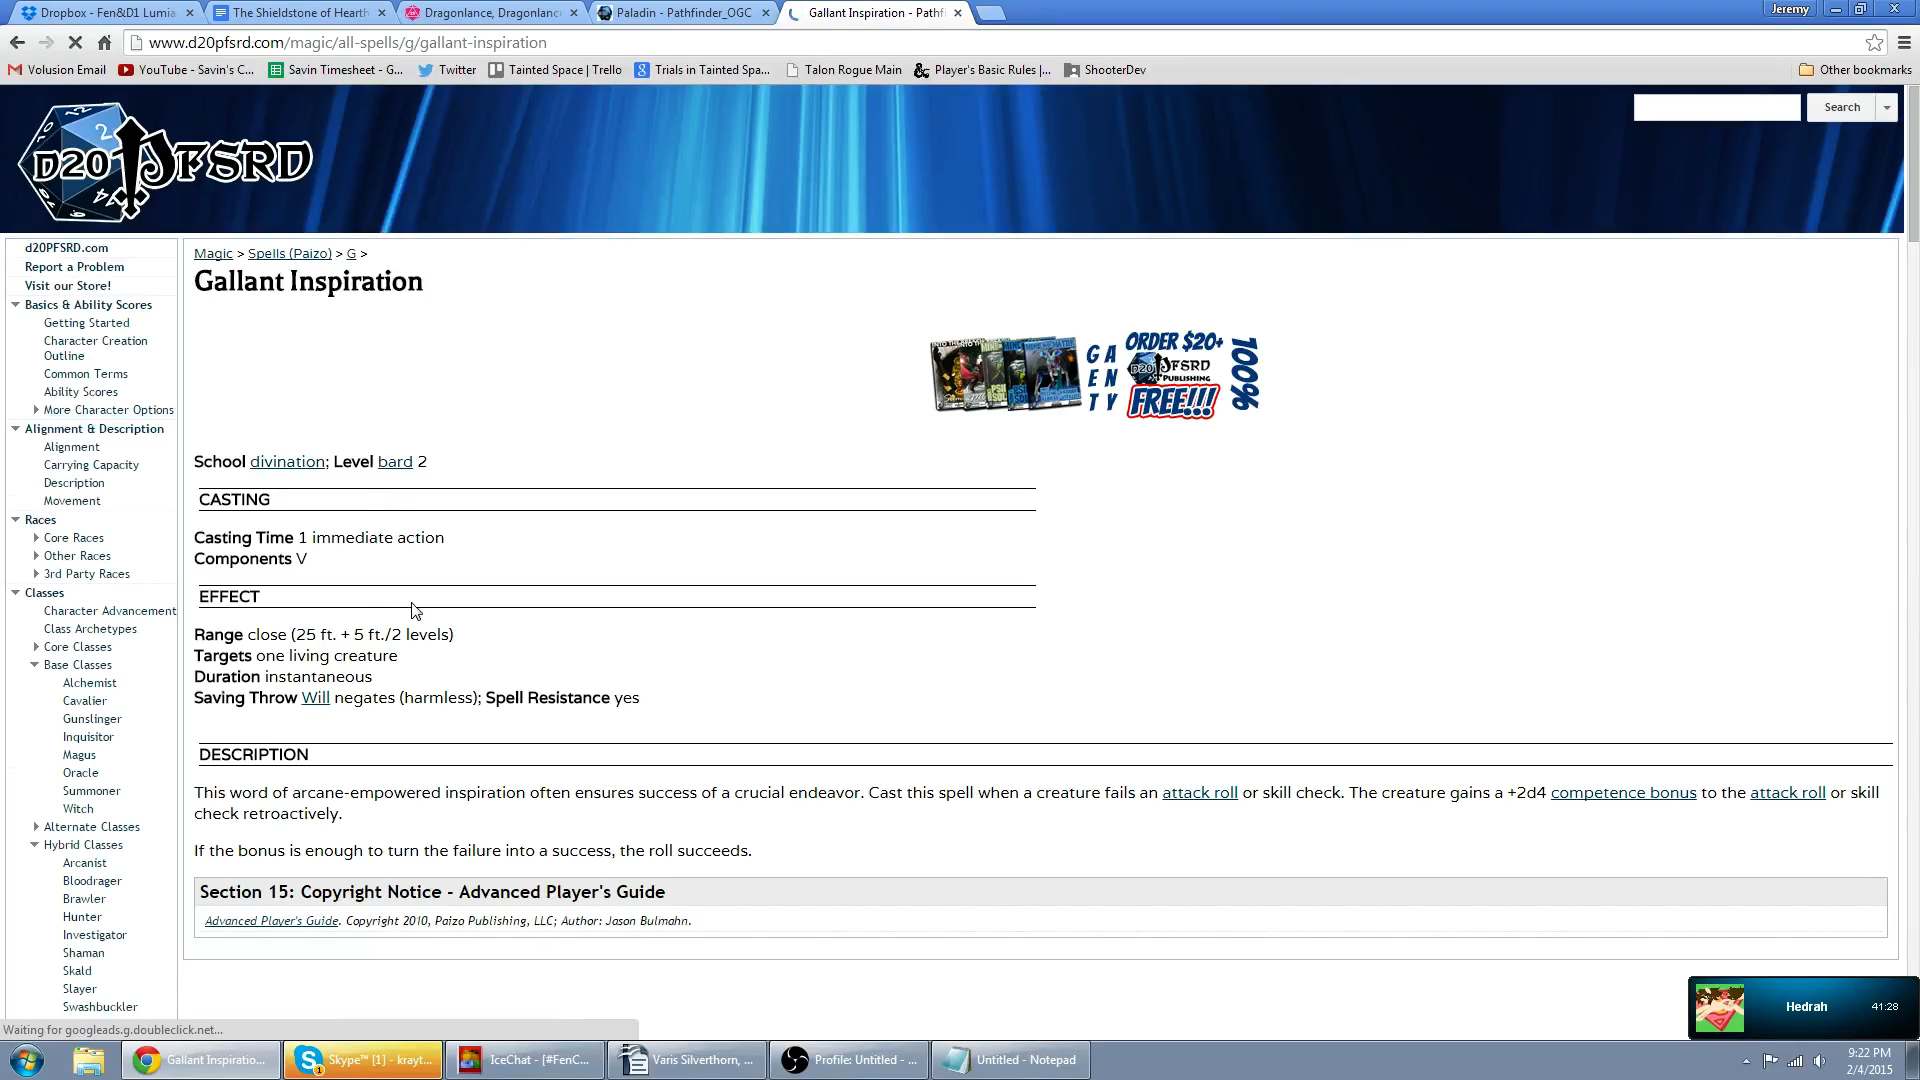 Dropbox - Fen&D1 Lumia
The Shieldstone of Hearth
Dragonlance, Dragonlanc
Paladin - Pathfinder_OGC
Gallant Inspiration - Pathf
Jeremy
www.d20pfsrd.com/magic/all-spells/g/gallant-inspiration
Volusion Email
YouTube - Savin's C...
Savin Timesheet - G...
Twitter
Tainted Space | Trello
Trials in Tainted Spa...
Talon Rogue Main
Player's Basic Rules |...
ShooterDev
Other bookmarks
D20PFSRD
Search
d20PFSRD.com
Report a Problem
Visit our Store!
Basics & Ability Scores
Getting Started
Character Creation
Outline
Common Terms
Ability Scores
More Character Options
Alignment & Description
Alignment
Carrying Capacity
Description
Movement
Races
Core Races
Other Races
3rd Party Races
Classes
Character Advancement
Class Archetypes
Core Classes
Base Classes
Alchemist
Cavalier
Gunslinger
Inquisitor
Magus
Oracle
Summoner
Witch
Alternate Classes
Hybrid Classes
Arcanist
Bloodrager
Brawler
Hunter
Investigator
Shaman
Skald
Slayer
Swashbuckler
Magic > Spells (Paizo) > G >
Gallant Inspiration
ORDER $20+
D20PFSRD
PUBLISHING
FREE!!!
100%
School divination; Level bard 2
CASTING
Casting Time 1 immediate action
Components V
EFFECT
Range close (25 ft. + 5 ft./2 levels)
Targets one living creature
Duration instantaneous
Saving Throw Will negates (harmless); Spell Resistance yes
DESCRIPTION
This word of arcane-empowered inspiration often ensures success of a crucial endeavor. Cast this spell when a creature fails an attack roll or skill check. The creature gains a +2d4 competence bonus to the attack roll or skill
check retroactively.
If the bonus is enough to turn the failure into a success, the roll succeeds.
Section 15: Copyright Notice - Advanced Player's Guide
Advanced Player's Guide. Copyright 2010, Paizo Publishing, LLC; Author: Jason Bulmahn.
Hedrah
41:28
Waiting for googleads.g.doubleclick.net...
Gallant Inspiratio...
Skype™ [1] - krayt...
IceChat - [#FenC...
Varis Silverthorn, ...
Profile: Untitled - ...
Untitled - Notepad
9:22 PM
2/4/2015